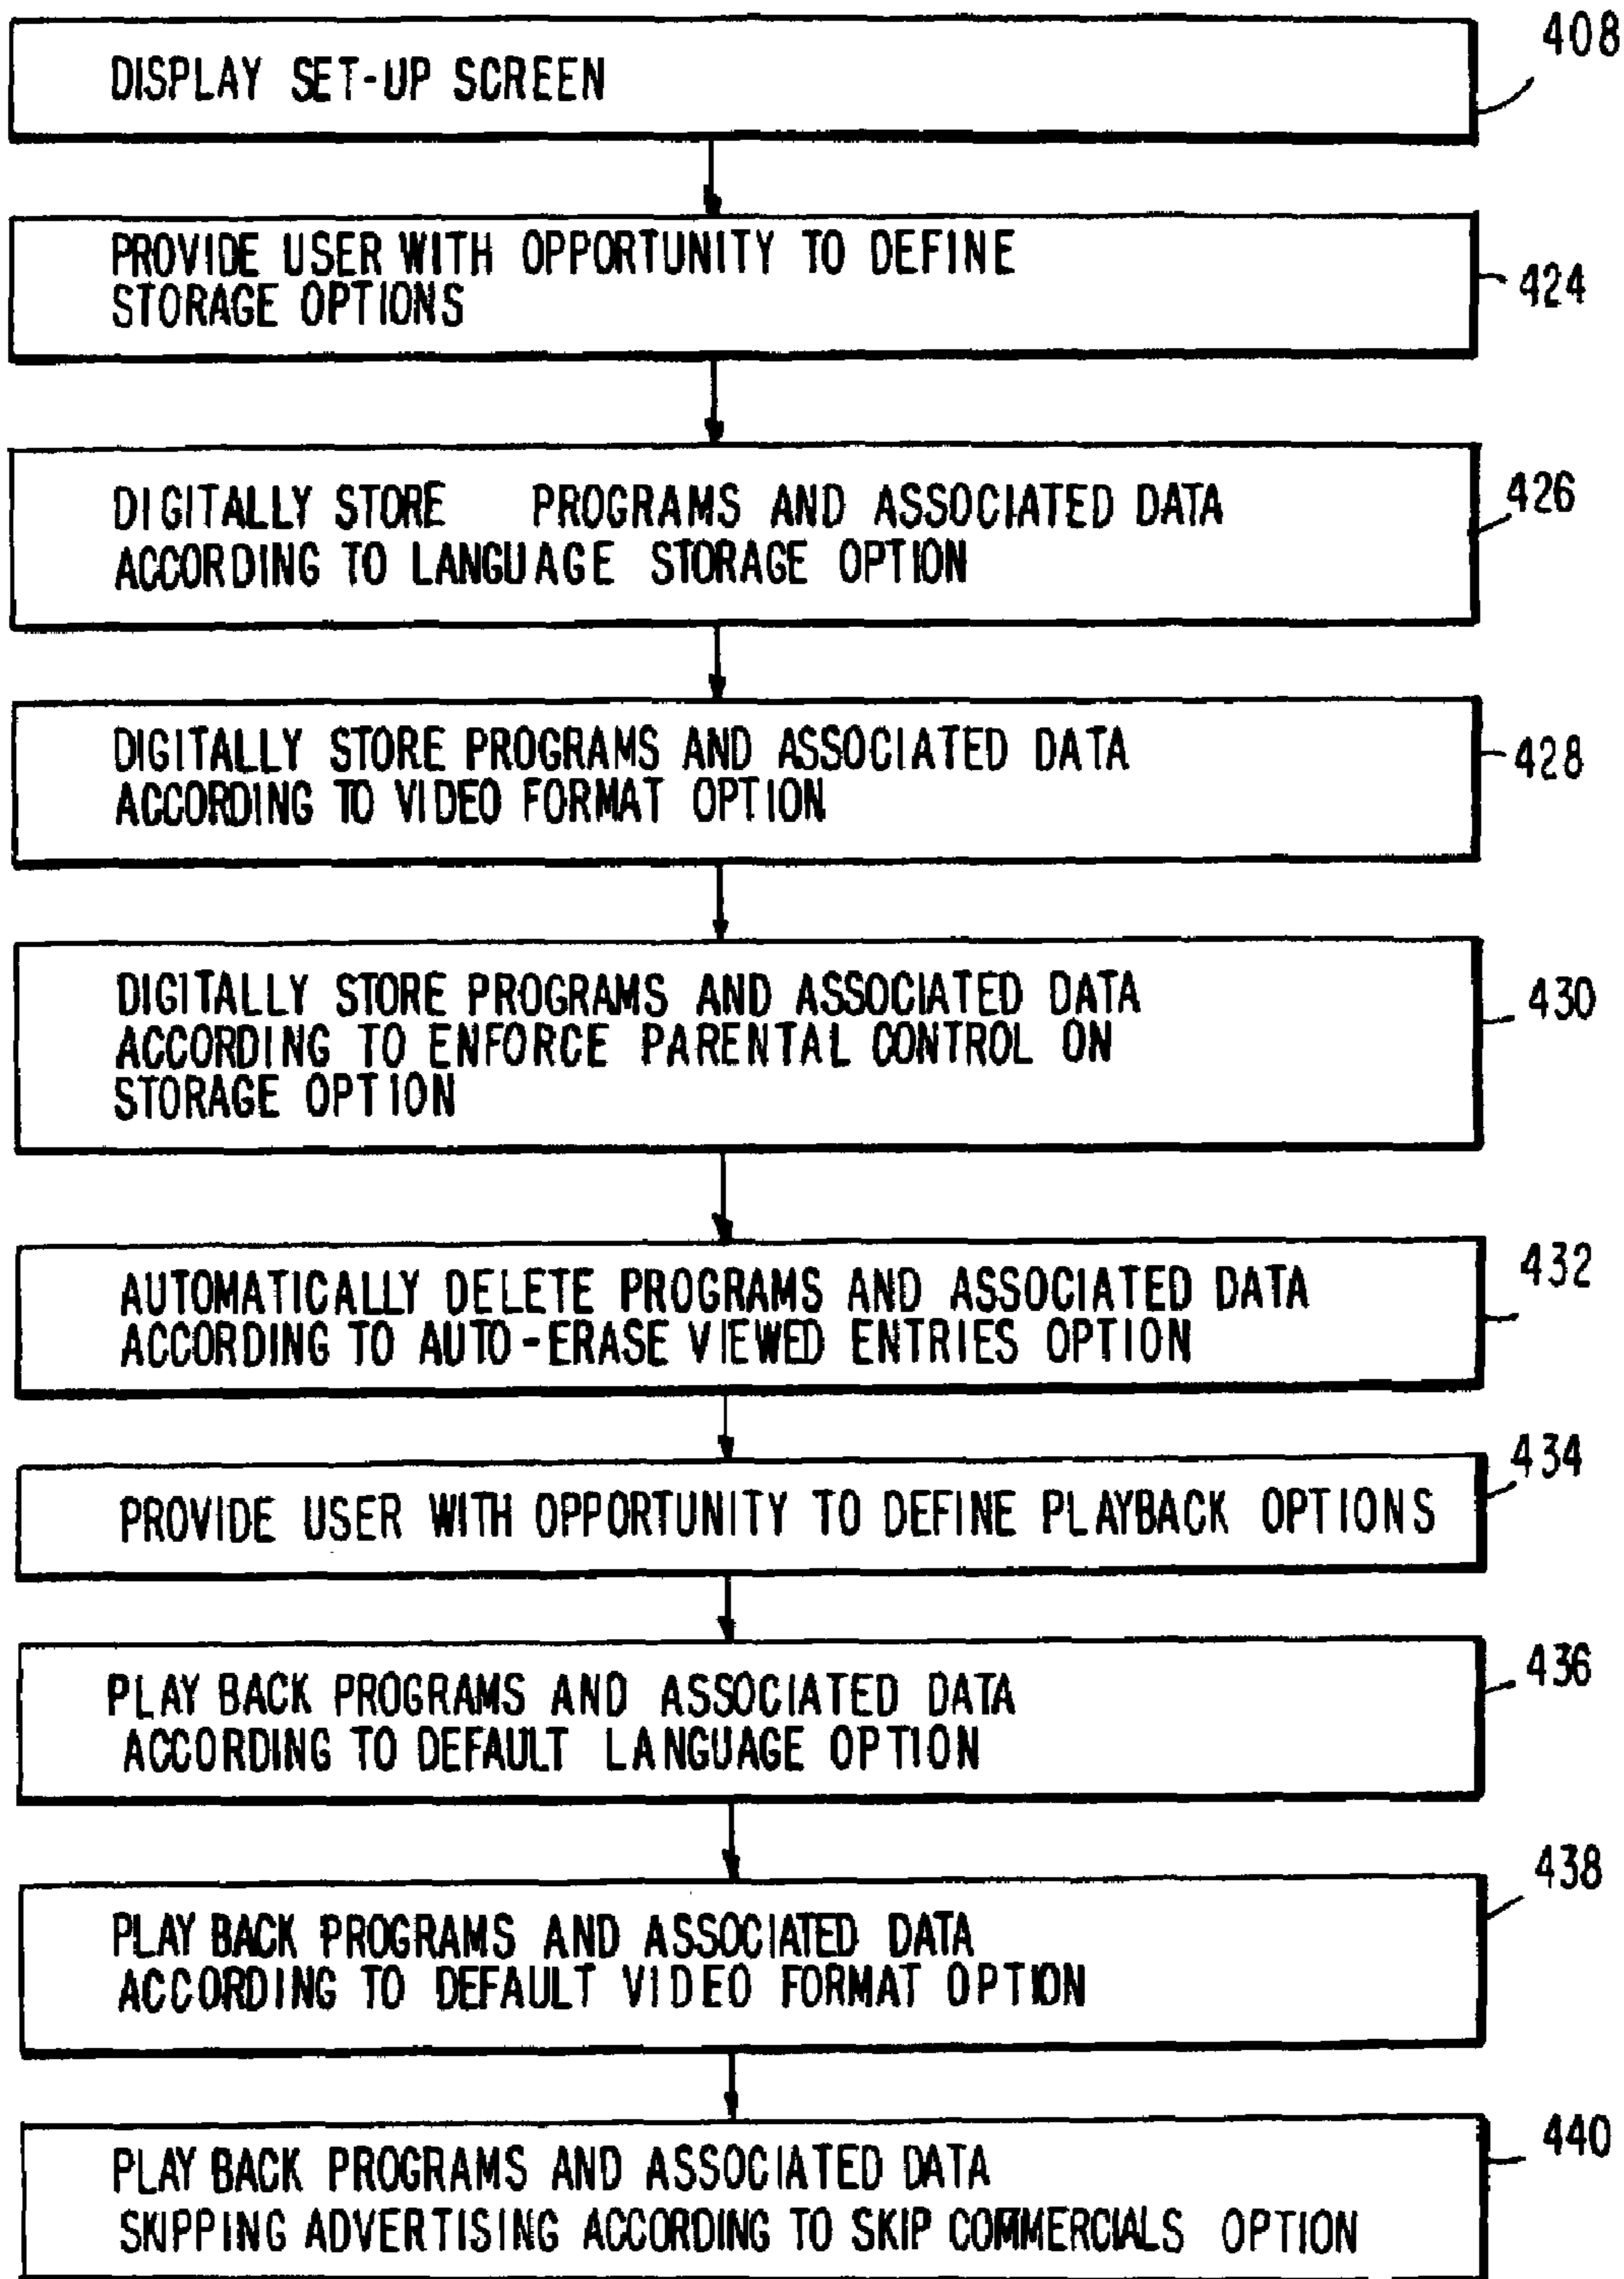 DISPLAY SET-UP SCREEN
408
PROVIDE USER WITH OPPORTUNITY TO DEFINE
STORAGE OPTIONS
424
DIGITALLY STORE PROGRAMS AND ASSOCIATED DATA
ACCORDING TO LANGUAGE STORAGE OPTION
426
DIGITALLY STORE PROGRAMS AND ASSOCIATED DATA
ACCORDING TO VIDEO FORMAT OPTION
428
DIGITALLY STORE PROGRAMS AND ASSOCIATED DATA
ACCORDING TO ENFORCE PARENTAL CONTROL ON
STORAGE OPTION
430
AUTOMATICALLY DELETE PROGRAMS AND ASSOCIATED DATA
ACCORDING TO AUTO-ERASE VIEWED ENTRIES OPTION
432
PROVIDE USER WITH OPPORTUNITY TO DEFINE PLAYBACK OPTIONS
434
PLAY BACK PROGRAMS AND ASSOCIATED DATA
ACCORDING TO DEFAULT LANGUAGE OPTION
436
PLAY BACK PROGRAMS AND ASSOCIATED DATA
ACCORDING TO DEFAULT VIDEO FORMAT OPTION
438
PLAY BACK PROGRAMS AND ASSOCIATED DATA
SKIPPING ADVERTISING ACCORDING TO SKIP COMMERCIALS OPTION
440